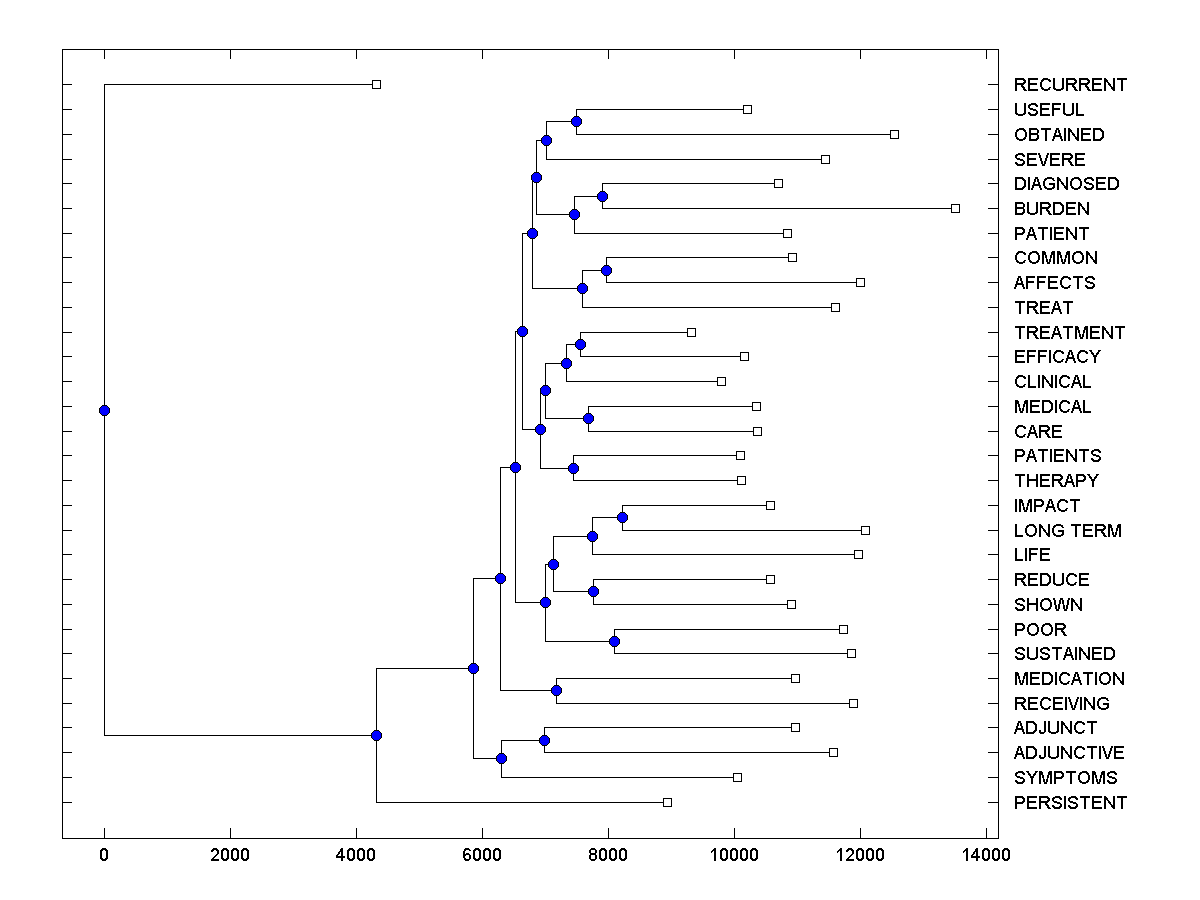 RECURRENT
USEFUL
OBTAINED
SEVERE
DIAGNOSED
BURDEN
PATIENT
COMMON
AFFECTS
TREAT
TREATMENT
EFFICACY
CLINICAL
MEDICAL
CARE
PATIENTS
THERAPY
IMPACT
LONG TERM
LIFE
REDUCE
SHOWN
POOR
SUSTAINED
MEDICATION
RECEIVING
ADJUNCT
ADJUNCTIVE
SYMPTOMS
PERSISTENT
0 2000 4000 6000 8000 10000 12000 14000